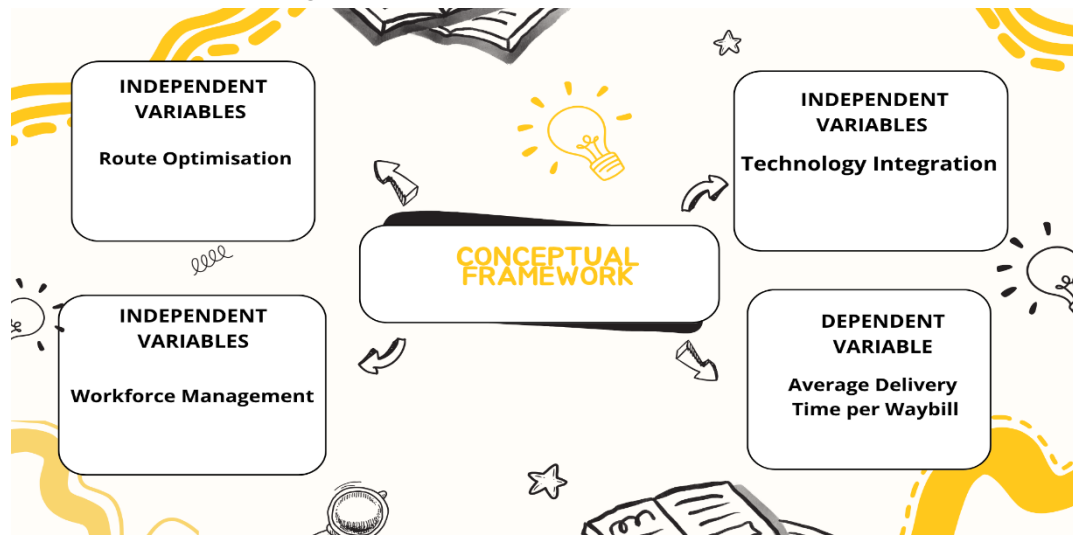 INDEPENDENT
VARIABLES
Route Optimisation
INDEPENDENT
VARIABLES
Technology Integration
CONCEPTUAL
FRAMEWORK
INDEPENDENT
VARIABLES
Workforce Management
DEPENDENT
VARIABLE
Average Delivery
Time per Waybill